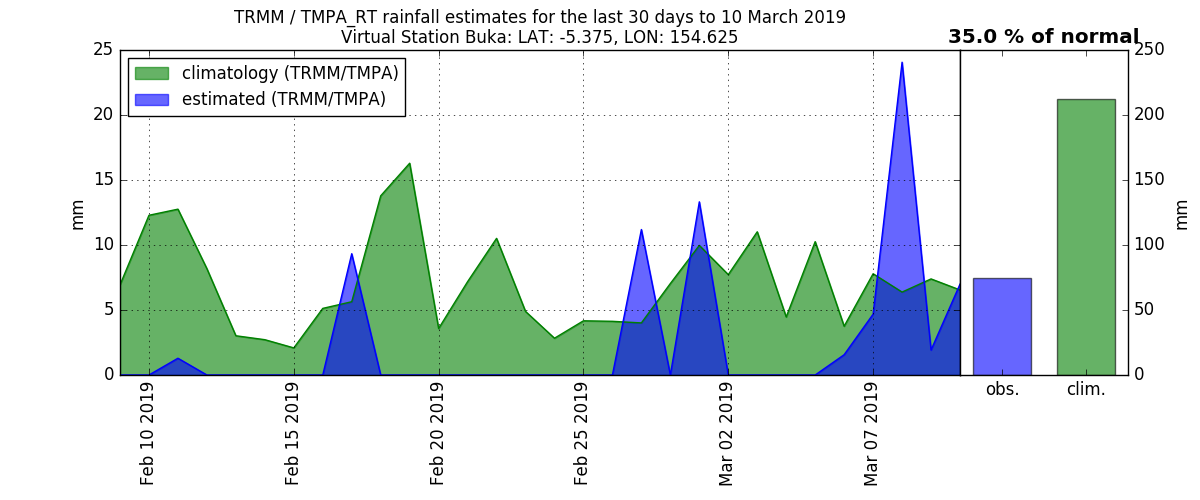 TRMM / TMPA_RT rainfall estimates for the last 30 days to 10 March 2019
Virtual Station Buka: LAT: -5.375, LON: 154.625
35.0 % of normal
climatology (TRMM/TMPA)
estimated (TRMM/TMPA)
25
20
15
10
5
0
mm
250
200
150
100
50
0
mm
Feb 10 2019
Feb 15 2019
Feb 20 2019
Feb 25 2019
Mar 02 2019
Mar 07 2019
obs.
clim.